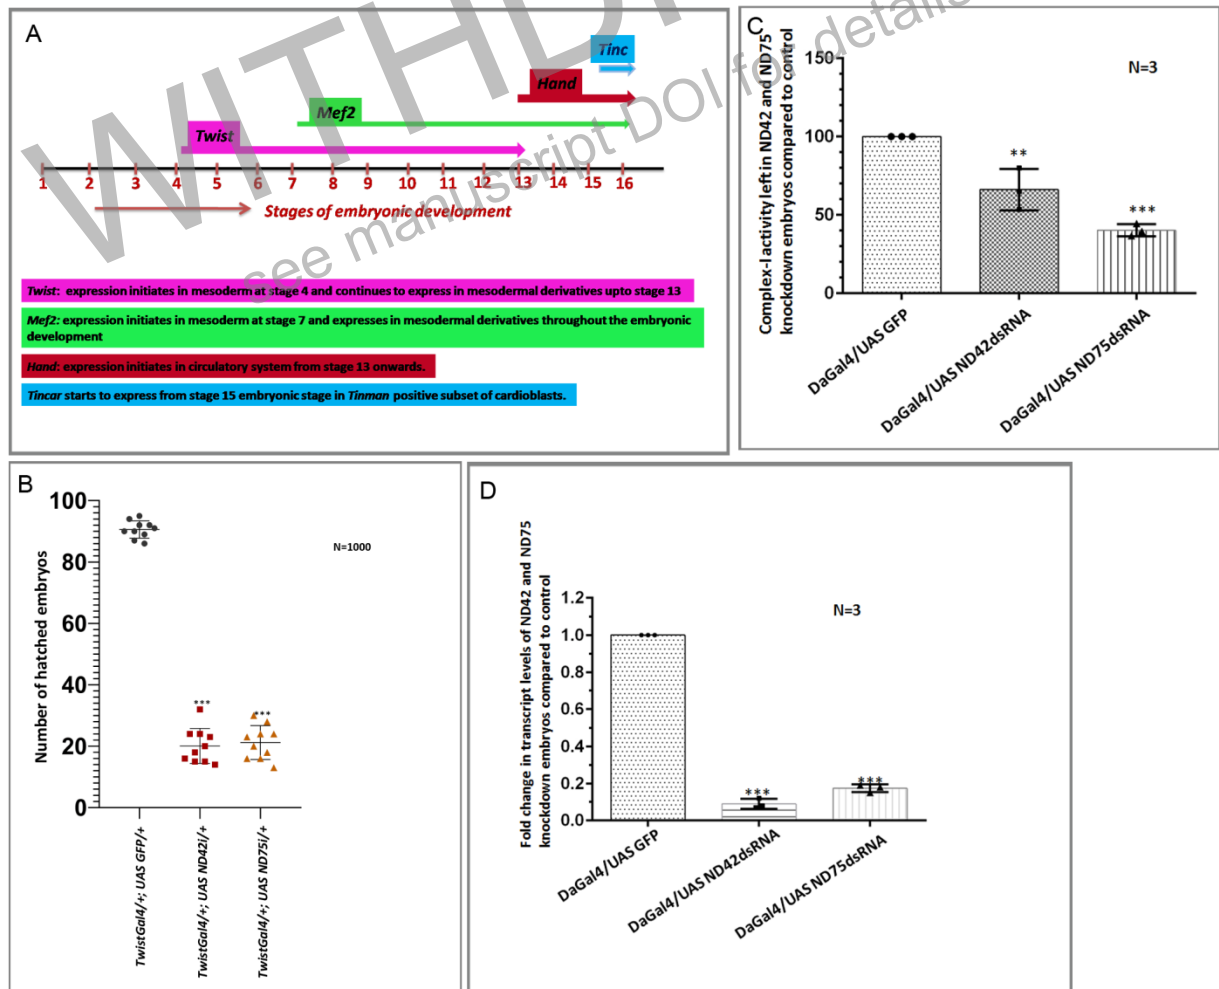 A
Tinc
Hand
Mef2
Twist
1 2 3 4 5 6 7 8 9 10 11 12 13 14 15 16
Stages of embryonic development
Twist: expression initiates in mesoderm at stage 4 and continues to express in mesodermal derivatives upto stage 13
Mef2: expression initiates in mesoderm at stage 7 and expresses in mesodermal derivatives throughout the embryonic
development
Hand: expression initiates in circulatory system from stage 13 onwards.
Tincar starts to express from stage 15 embryonic stage in Tinman positive subset of cardioblasts.
C
Complex-I activity left in ND42 and ND75
knockdown embryos compared to control
150
100
50
0
N=3
**
***
DaGal4/UAS GFP
DaGal4/UAS ND42dsRNA
DaGal4/UAS ND75dsRNA
B
Number of hatched embryos
100
80
60
40
20
0
N=1000
***
***
TwistGal4/+; UAS GFP/+
TwistGal4/+; UAS ND42i/+
TwistGal4/+; UAS ND75i/+
D
Fold change in transcript levels of ND42 and ND75
knockdown embryos compared to control
1.2
1.0
0.8
0.6
0.4
0.2
0.0
N=3
***
***
DaGal4/UAS GFP
DaGal4/UAS ND42dsRNA
DaGal4/UAS ND75dsRNA
see manuscript DOI for details